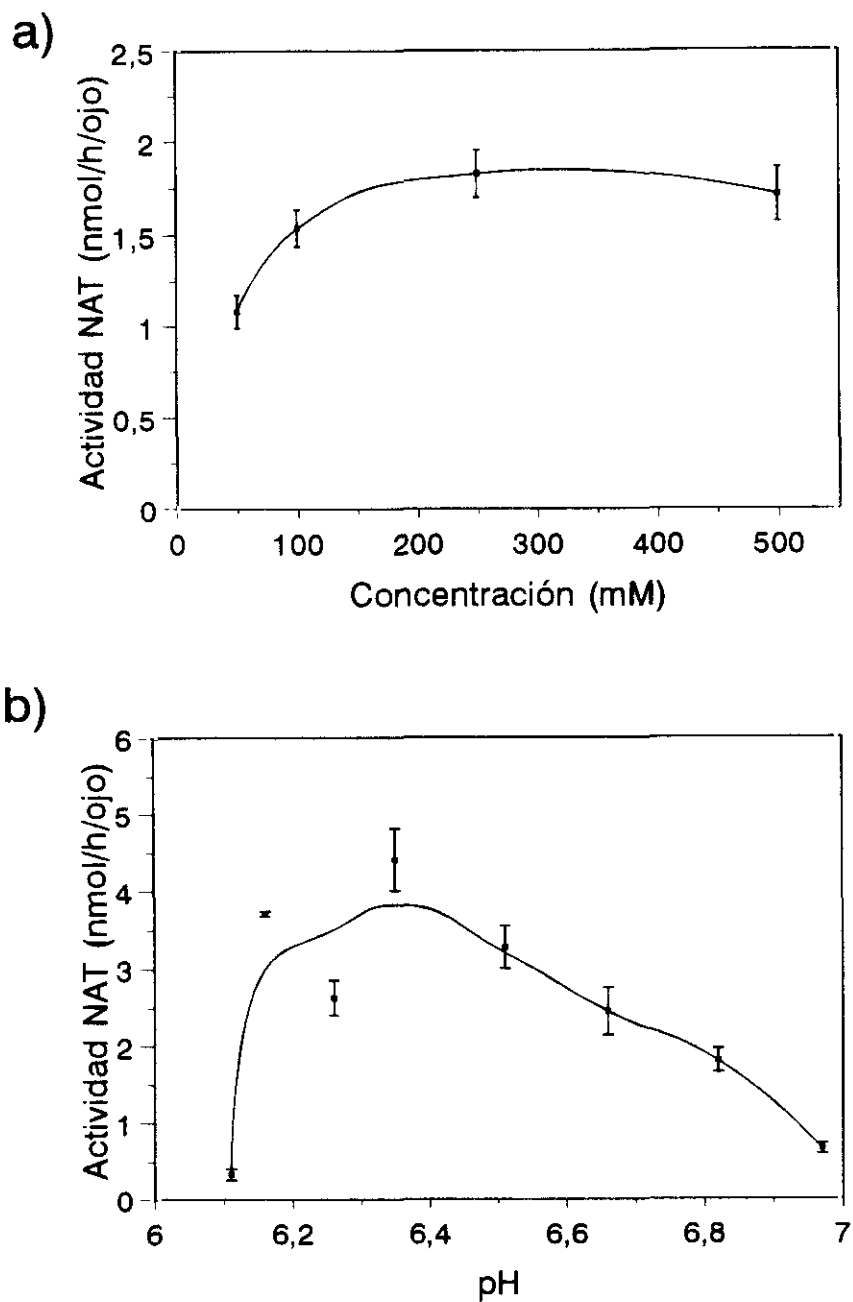 a)
Actividad NAT (nmol/h/ojo)
2,5
2
1,5
1
0,5
0
0 100 200 300 400 500
Concentración (mM)
b)
Actividad NAT (nmol/h/ojo)
6
5
4
3
2
1
0
6 6,2 6,4 6,6 6,8 7
pH